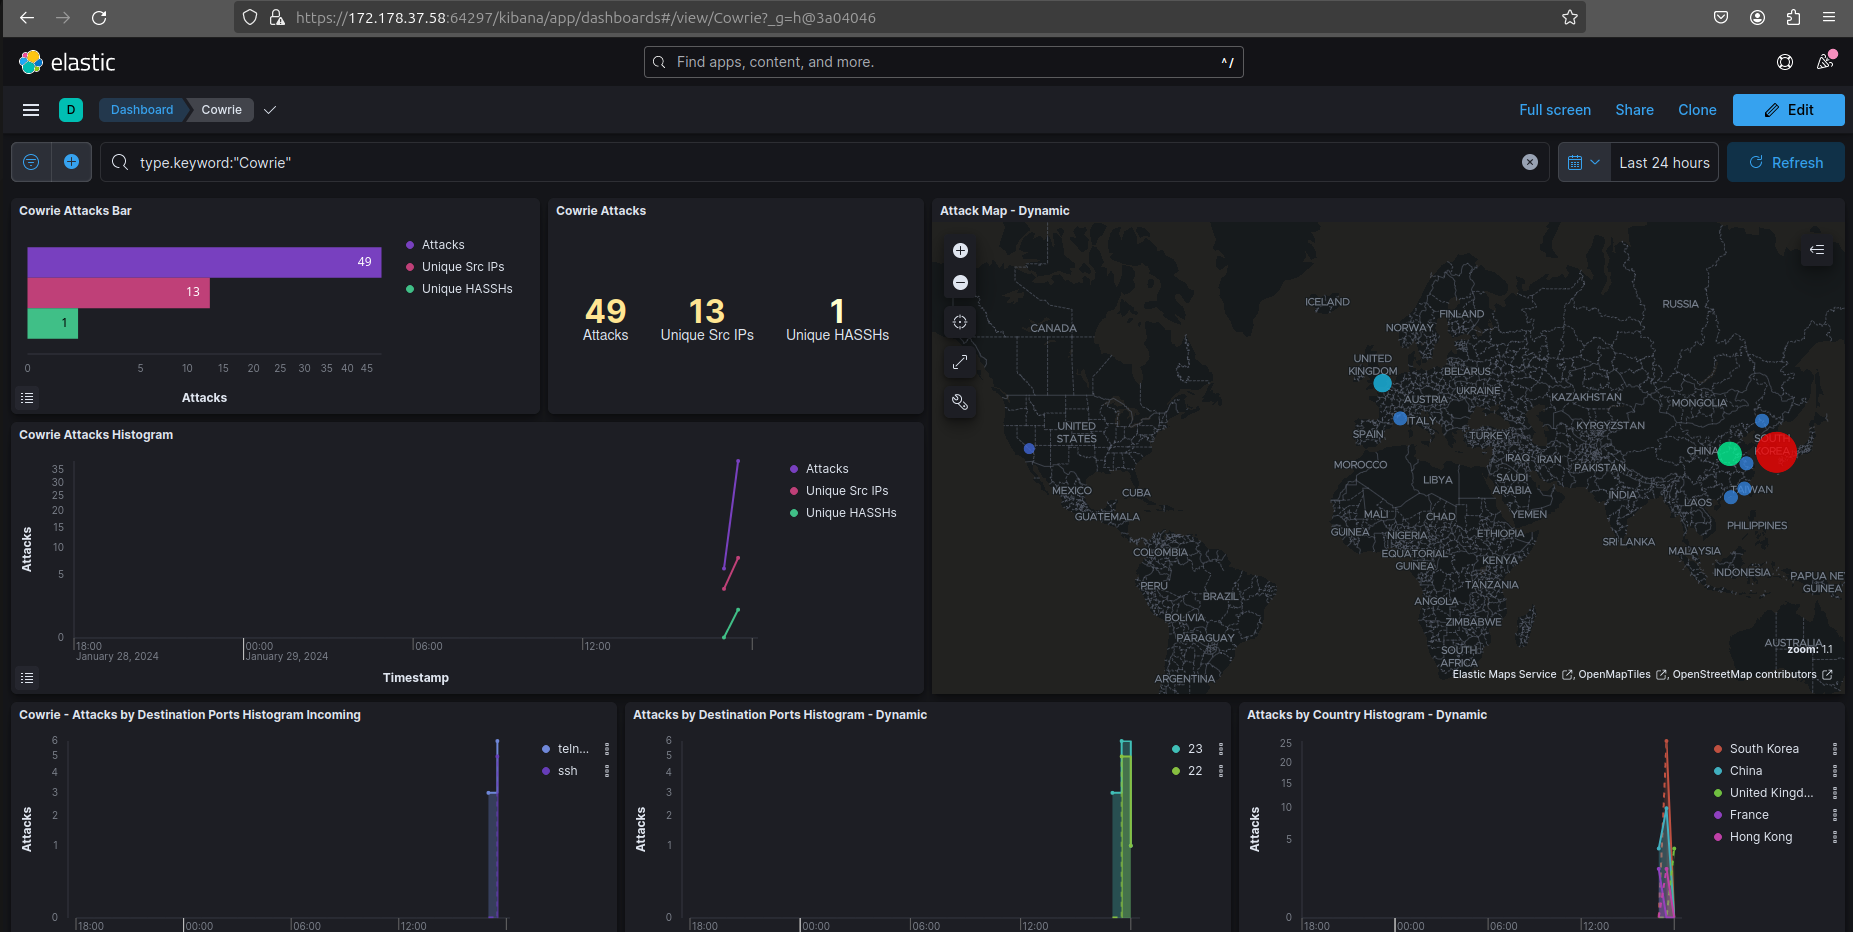 https://172.178.37.58:64297/kibana/app/dashboards#/view/Cowrie?_g=h@3a04046
elastic
Find apps, content, and more.
^/
D
Dashboard
Cowrie
Full screen
Share
Clone
Edit
type.keyword:"Cowrie"
Last 24 hours
Refresh
Cowrie Attacks Bar
49
13
1
Attacks
Unique Src IPs
Unique HASSHs
0 5 10 15 20 25 30 35 40 45
Attacks
Cowrie Attacks
49 13 1
Attacks Unique Src IPs Unique HASSHs
Attack Map - Dynamic
ICELAND
RUSSIA
FINLAND
CANADA
NORWAY
UNITED
KINGDOM
BELARUS
UKRAINE
AUSTRIA
KAZAKHSTAN
MONGOLIA
ITALY
UNITED
STATES
SPAIN
TURKEY
KYRGYZSTAN
SOUTH
KOREA
CHINA
MOROCCO
IRAQ
IRAN
PAKISTAN
LIBYA
SAUDI
ARABIA
MEXICO
CUBA
INDIA
TAIWAN
LAOS
GUATEMALA
MALI
CHAD
YEMEN
PHILIPPINES
GUINEA
NIGERIA
ETHIOPIA
SRI LANKA
COLOMBIA
EQUATORIAL
GUINEA
KENYA
MALAYSIA
INDONESIA
PAPUA NE
GUINEA
PERU
BRAZIL
TANZANIA
ANGOLA
BOLIVIA
ZIMBABWE
PARAGUAY
SOUTH
AFRICA
AUSTRALIA
ARGENTINA
zoom: 1.1
Elastic Maps Service , OpenMapTiles , OpenStreetMap contributors
Cowrie Attacks Histogram
Attacks
35
30
25
20
15
10
5
0
Attacks
Unique Src IPs
Unique HASSHs
18:00 00:00 06:00 12:00
January 28, 2024 January 29, 2024
Timestamp
Cowrie - Attacks by Destination Ports Histogram Incoming
Attacks
6
5
4
3
2
1
0
teln...
ssh
18:00 00:00 06:00 12:00
Attacks by Destination Ports Histogram - Dynamic
Attacks
6
5
4
3
2
1
0
23
22
18:00 00:00 06:00 12:00
Attacks by Country Histogram - Dynamic
Attacks
25
20
15
10
5
0
South Korea
China
United Kingd...
France
Hong Kong
18:00 00:00 06:00 12:00